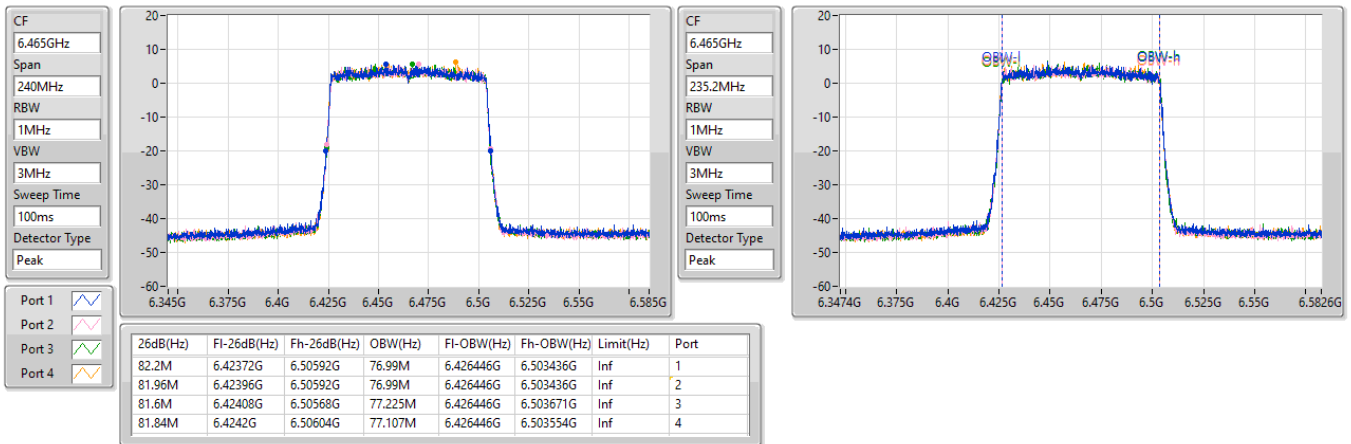 CF
6.465GHz
Span
240MHz
RBW
1MHz
VBW
3MHz
Sweep Time
100ms
Detector Type
Peak
20
10
0
-10
-20
-30
-40
-50
-60
6.345G 6.375G 6.4G 6.425G 6.45G 6.475G 6.5G 6.525G 6.55G 6.585G
CF
6.465GHz
Span
235.2MHz
RBW
1MHz
VBW
3MHz
Sweep Time
100ms
Detector Type
Peak
20
10
0
-10
-20
-30
-40
-50
-60
OBW-l OBW-h
6.3474G 6.375G 6.4G 6.425G 6.45G 6.475G 6.5G 6.525G 6.55G 6.5826G
Port 1
Port 2
Port 3
Port 4
26dB(Hz) Fl-26dB(Hz) Fh-26dB(Hz) OBW(Hz) Fl-OBW(Hz) Fh-OBW(Hz) Limit(Hz) Port
82.2M 6.42372G 6.50592G 76.99M 6.426446G 6.503436G Inf 1
81.96M 6.42396G 6.50592G 76.99M 6.426446G 6.503436G Inf 2
81.6M 6.42408G 6.50568G 77.225M 6.426446G 6.503671G Inf 3
81.84M 6.4242G 6.50604G 77.107M 6.426446G 6.503554G Inf 4